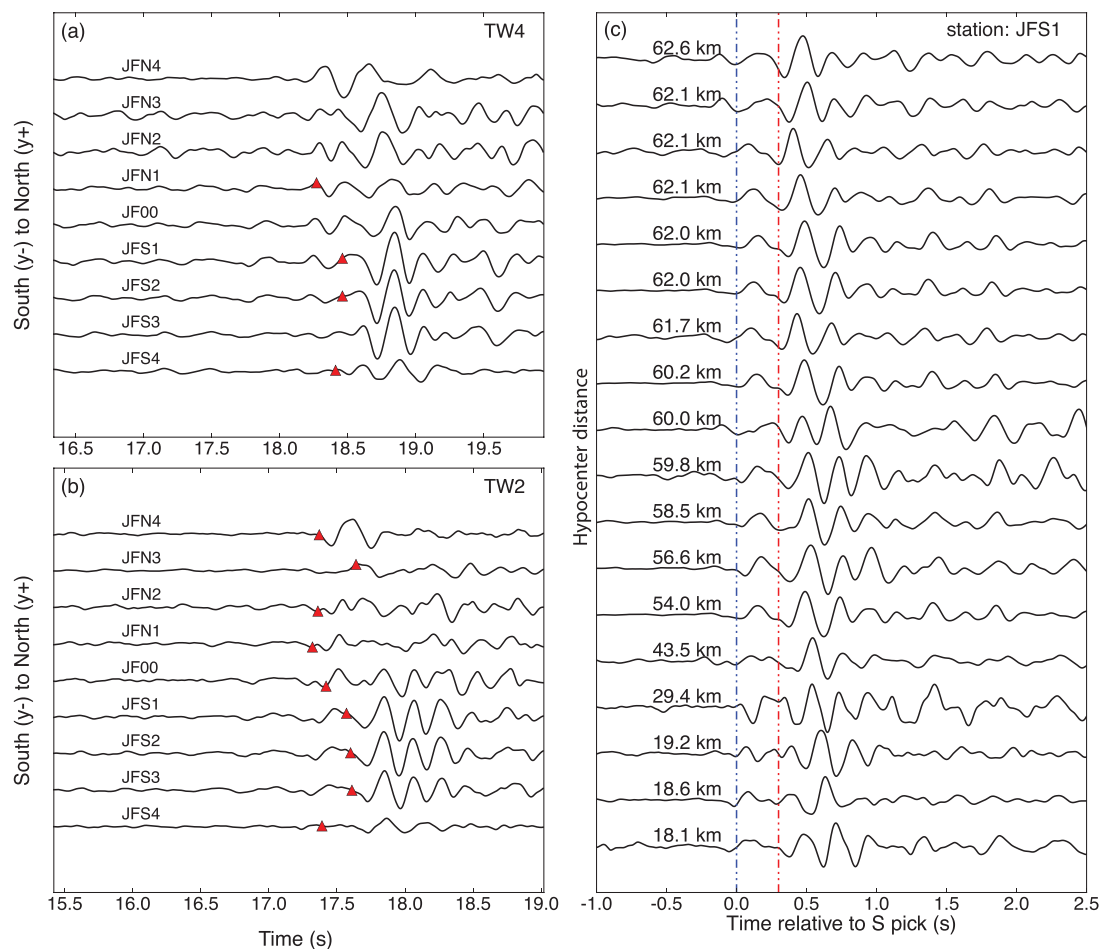 (a) TW4
JFN4
JFN3
JFN2
JFN1
JF00
JFS1
JFS2
JFS3
JFS4
South (y-) to North (y+)
16.5 17.0 17.5 18.0 18.5 19.0 19.5
(b) TW2
JFN4
JFN3
JFN2
JFN1
JF00
JFS1
JFS2
JFS3
JFS4
South (y-) to North (y+)
15.5 16.0 16.5 17.0 17.5 18.0 18.5 19.0
Time (s)
(c) station: JFS1
62.6 km
62.1 km
62.1 km
62.1 km
62.0 km
62.0 km
61.7 km
60.2 km
60.0 km
59.8 km
58.5 km
56.6 km
54.0 km
43.5 km
29.4 km
19.2 km
18.6 km
18.1 km
Hypocenter distance
-1.0 -0.5 0.0 0.5 1.0 1.5 2.0 2.5
Time relative to S pick (s)